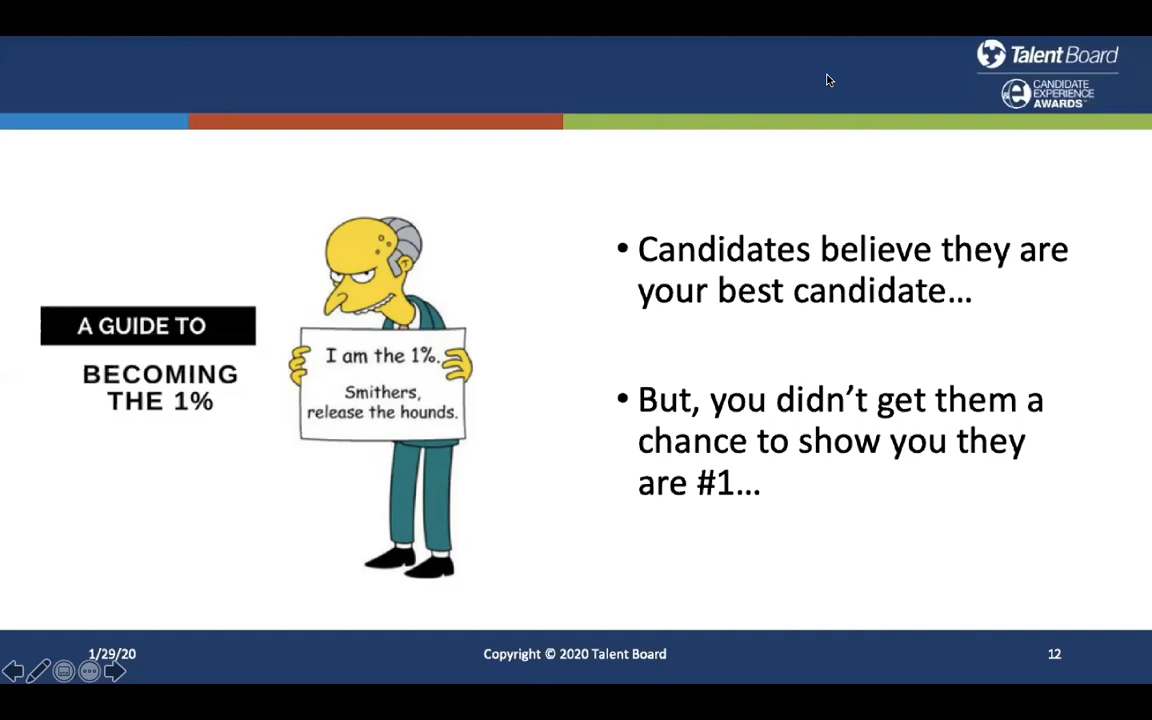 Talent Board
CANDIDATE
EXPERIENCE
AWARDS™
A GUIDE TO
BECOMING
THE 1%
I am the 1%.
Smithers,
release the hounds.
• Candidates believe they are
your best candidate...
• But, you didn't get them a
chance to show you they
are #1...
1/29/20
Copyright © 2020 Talent Board
12